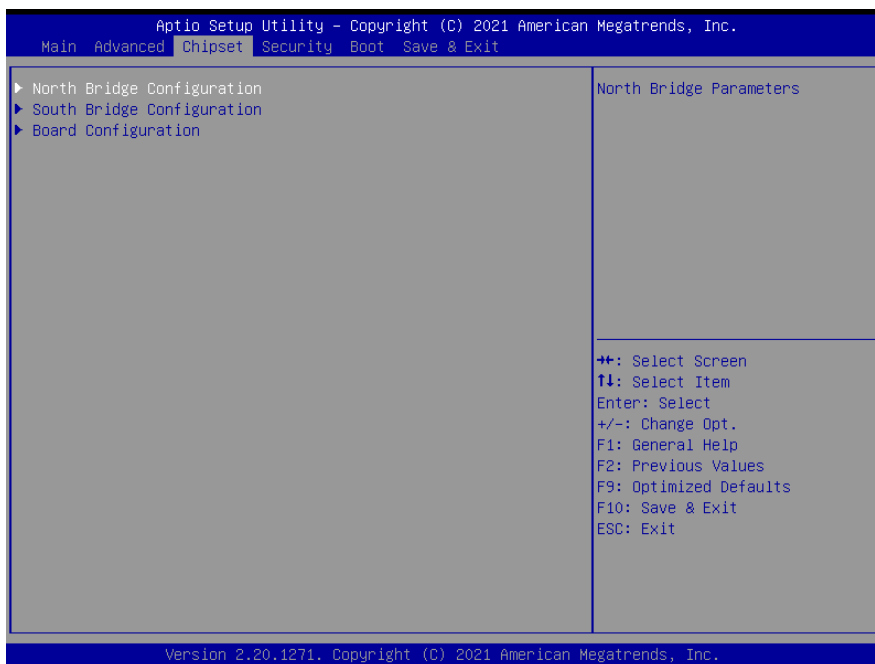 Aptio Setup Utility – Copyright (C) 2021 American Megatrends, Inc.
Main Advanced Chipset Security Boot Save & Exit
North Bridge Configuration
South Bridge Configuration
Board Configuration
North Bridge Parameters
→←: Select Screen
↑↓: Select Item
Enter: Select
+/-: Change Opt.
F1: General Help
F2: Previous Values
F9: Optimized Defaults
F10: Save & Exit
ESC: Exit
Version 2.20.1271. Copyright (C) 2021 American Megatrends, Inc.